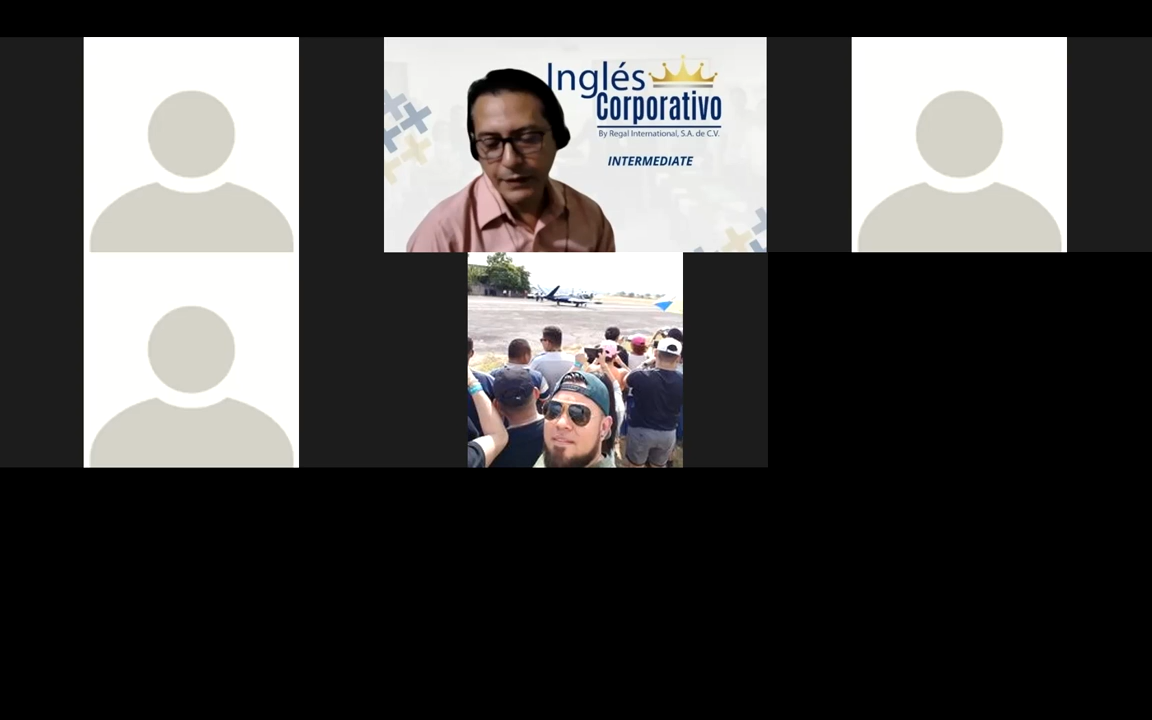 Inglés
Corporativo
By Regal International, S.A. de C.V.
INTERMEDIATE